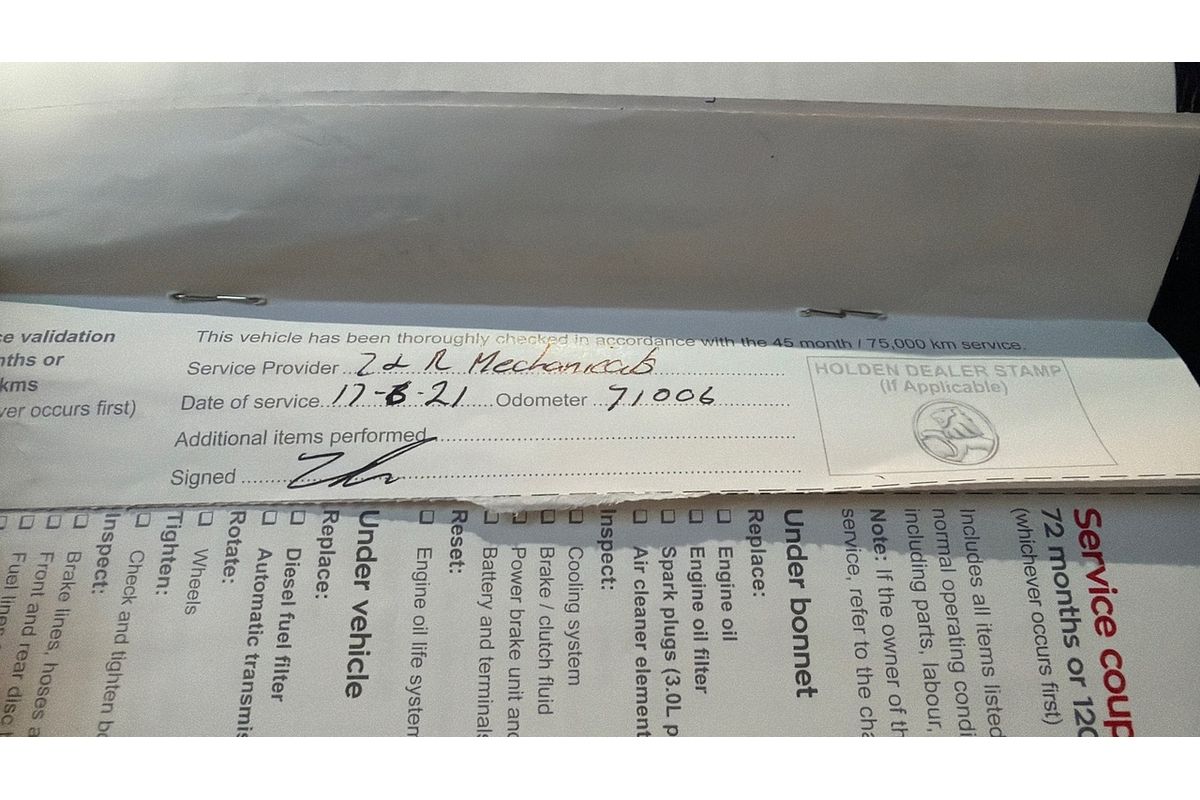 ce validation
nths or
kms
ver occurs first)
This vehicle has been thoroughly checked in accordance with the 45 month / 75,000 km service.
Service Provider Z & R Mechanicals
Date of service 17-6-21 Odometer 71006
Additional items performed
Signed
HOLDEN DEALER STAMP
(If Applicable)
Service coup
72 months or 120
(whichever occurs first)
Includes all items listed
normal operating condi
including parts, labour,
Note: If the owner of th
service, refer to the cha
Under bonnet
Replace:
Engine oil
Engine oil filter
Spark plugs (3.0L p
Air cleaner element
Inspect:
Cooling system
Brake / clutch fluid
Power brake unit and
Battery and terminals
Reset:
Engine oil life system
Under vehicle
Replace:
Diesel fuel filter
Automatic transmis
Rotate:
Wheels
Tighten:
Check and tighten bo
Inspect:
Brake lines, hoses a
Front and rear disc b
Fuel lines